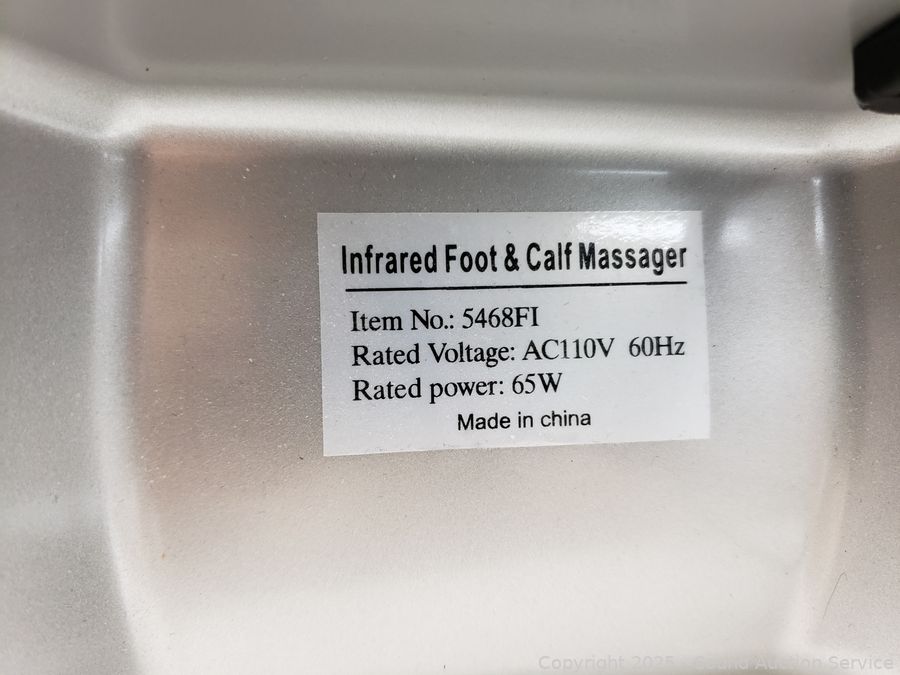 Infrared Foot & Calf Massager
Item No.: 5468FI
Rated Voltage: AC110V 60Hz
Rated power: 65W
Made in china
Copyright 2025 Sound Auction Service